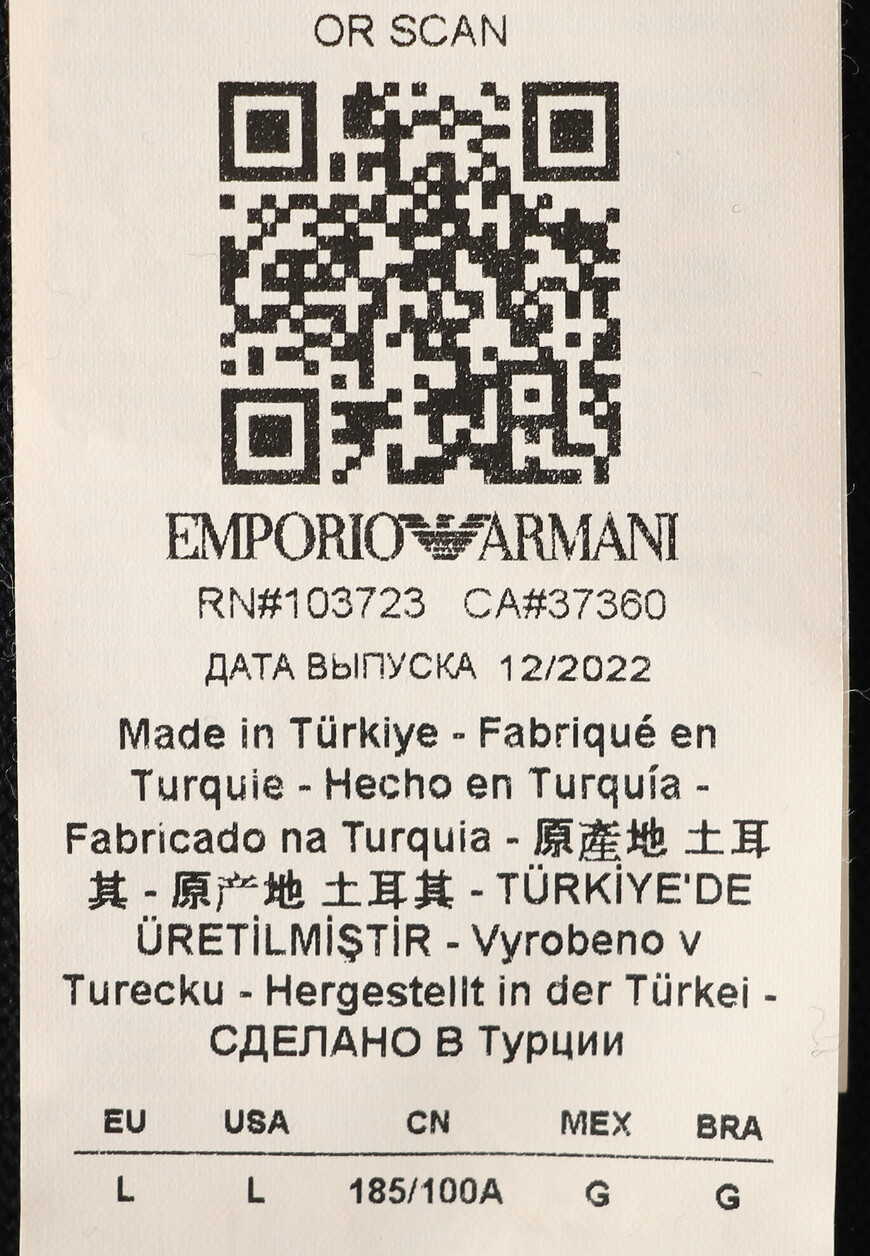 OR SCAN
EMPORIO ARMANI
RN#103723 CA#37360
ДАТА ВЫПУСКА 12/2022
Made in Türkiye - Fabriqué en
Turquie - Hecho en Turquía -
Fabricado na Turquia - 原產地 土耳
其 - 原产地 土耳其 - TÜRKİYE'DE
ÜRETİLMİŞTİR - Vyrobeno v
Turecku - Hergestellt in der Türkei -
СДЕЛАНО В Турции
EU USA CN MEX BRA
L L 185/100A G G